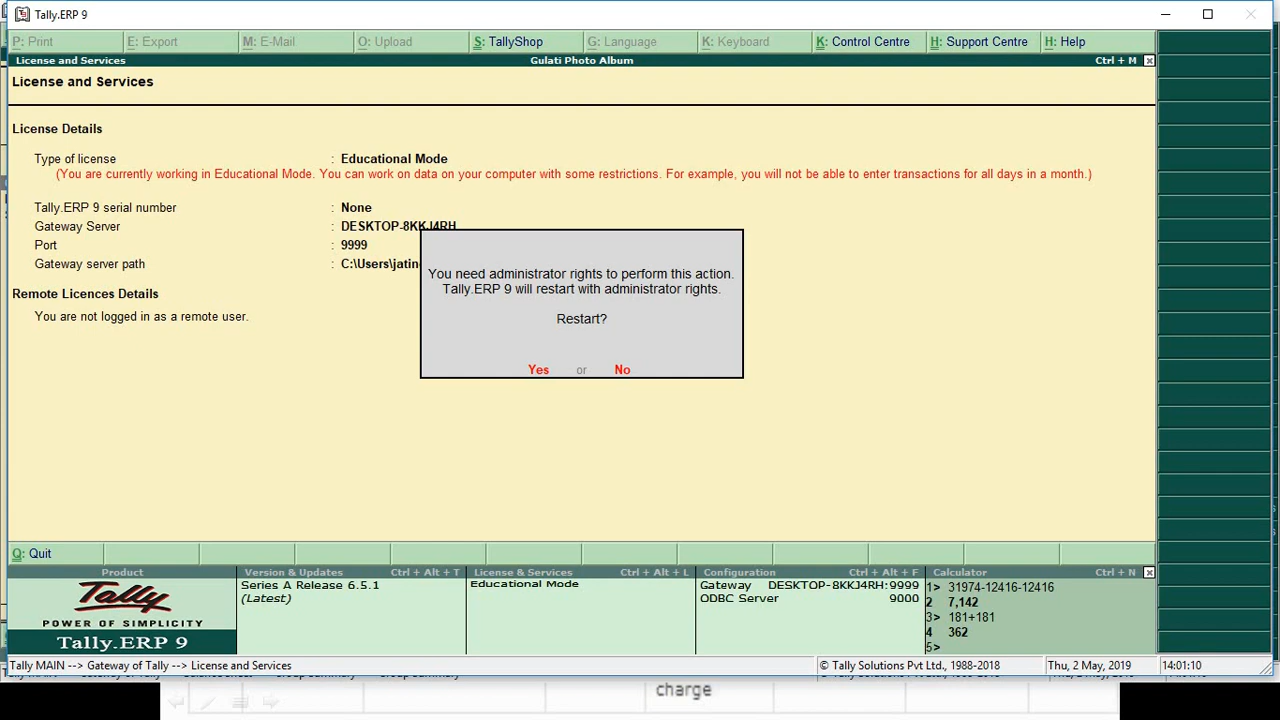 Tally.ERP 9
P: Print
E: Export
M: E-Mail
O: Upload
S: TallyShop
G: Language
K: Keyboard
K: Control Centre
H: Support Centre
H: Help
License and Services
Gulati Photo Album
Ctrl + M
License and Services
License Details
Type of license : Educational Mode
(You are currently working in Educational Mode. You can work on data on your computer with some restrictions. For example, you will not be able to enter transactions for all days in a month.)
Tally.ERP 9 serial number : None
Gateway Server : DESKTOP-8KKJ4RH
Port : 9999
Gateway server path : C:\Users\jatin
Remote Licences Details
You are not logged in as a remote user.
You need administrator rights to perform this action.
Tally.ERP 9 will restart with administrator rights.
Restart?
Yes or No
Q: Quit
Product
Tally
POWER OF SIMPLICITY
Tally.ERP 9
Version & Updates Ctrl + Alt + T
Series A Release 6.5.1
(Latest)
License & Services Ctrl + Alt + L
Educational Mode
Configuration Ctrl + Alt + F
Gateway DESKTOP-8KKJ4RH:9999
ODBC Server 9000
Calculator Ctrl + N
1> 31974-12416-12416
2 7,142
3> 181+181
4 362
5>
Tally MAIN --> Gateway of Tally --> License and Services
© Tally Solutions Pvt Ltd., 1988-2018
Thu, 2 May, 2019
14:01:10
charge